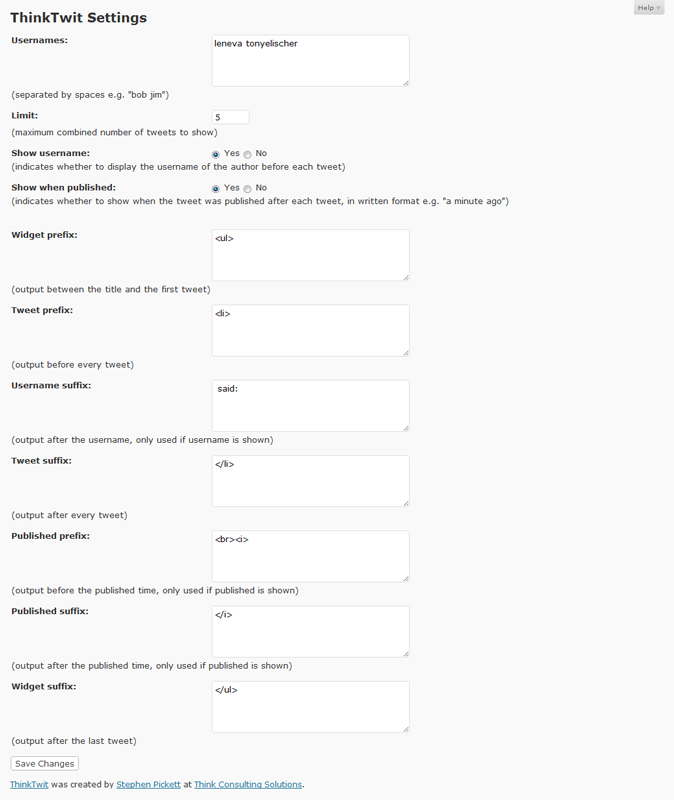 Help
ThinkTwit Settings
Usernames:
leneva tonyelischer
(separated by spaces e.g. "bob jim")
Limit:
5
(maximum combined number of tweets to show)
Show username:
Yes No
(indicates whether to display the username of the author before each tweet)
Show when published:
Yes No
(indicates whether to show when the tweet was published after each tweet, in written format e.g. "a minute ago")
Widget prefix:
<ul>
(output between the title and the first tweet)
Tweet prefix:
<li>
(output before every tweet)
Username suffix:
said:
(output after the username, only used if username is shown)
Tweet suffix:
</li>
(output after every tweet)
Published prefix:
<br><i>
(output before the published time, only used if published is shown)
Published suffix:
</i>
(output after the published time, only used if published is shown)
Widget suffix:
</ul>
(output after the last tweet)
Save Changes
ThinkTwit was created by Stephen Pickett at Think Consulting Solutions.